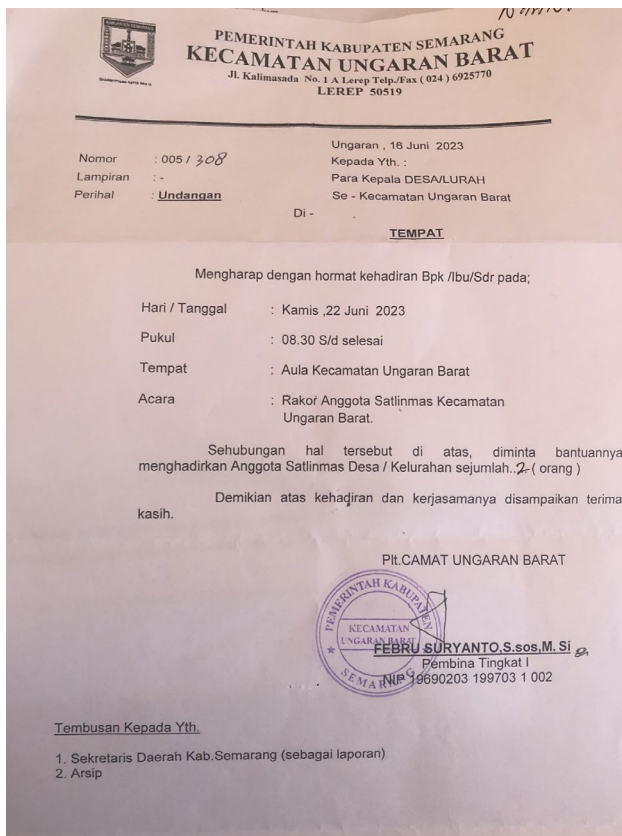 PEMERINTAH KABUPATEN SEMARANG
KECAMATAN UNGARAN BARAT
Jl. Kalimasada No. 1 A Lerep Telp./Fax ( 024 ) 6925770
LEREP 50519
Ungaran , 16 Juni 2023
Nomor : 005 / 308
Kepada Yth. :
Lampiran : -
Para Kepala DESA/LURAH
Perihal : Undangan
Se - Kecamatan Ungaran Barat
Di -
TEMPAT
Mengharap dengan hormat kehadiran Bpk /Ibu/Sdr pada;
Hari / Tanggal : Kamis ,22 Juni 2023
Pukul : 08.30 S/d selesai
Tempat : Aula Kecamatan Ungaran Barat
Acara : Rakor Anggota Satlinmas Kecamatan
Ungaran Barat.
Sehubungan hal tersebut di atas, diminta bantuannya
menghadirkan Anggota Satlinmas Desa / Kelurahan sejumlah..2 ( orang )
Demikian atas kehadiran dan kerjasamanya disampaikan terima
kasih.
Plt.CAMAT UNGARAN BARAT
PEMERINTAH KABUPATEN
KECAMATAN
UNGARAN BARAT
SEMARANG
FEBRU SURYANTO,S.sos,M. Si
Pembina Tingkat I
NIP 19690203 199703 1 002
Tembusan Kepada Yth.
1. Sekretaris Daerah Kab.Semarang (sebagai laporan)
2. Arsip